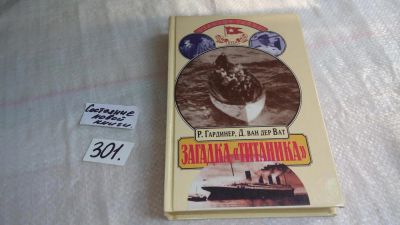 Состояние
новой
книги.
301.
Р. Гардинер, Д. ван дер Ват
ЗАГАДКА «ТИТАНИКА»